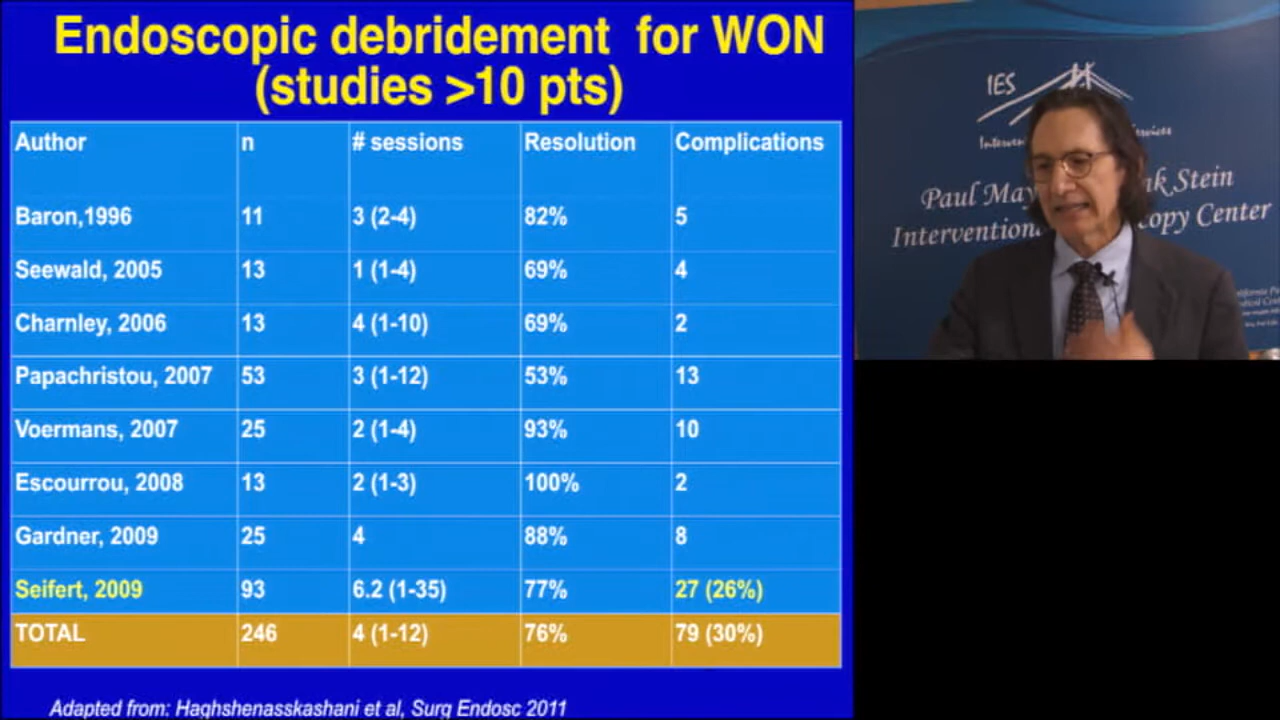 Endoscopic debridement for WON
(studies >10 pts)
Author n # sessions Resolution Complications
Baron,1996 11 3 (2-4) 82% 5
Seewald, 2005 13 1 (1-4) 69% 4
Charnley, 2006 13 4 (1-10) 69% 2
Papachristou, 2007 53 3 (1-12) 53% 13
Voermans, 2007 25 2 (1-4) 93% 10
Escourrou, 2008 13 2 (1-3) 100% 2
Gardner, 2009 25 4 88% 8
Seifert, 2009 93 6.2 (1-35) 77% 27 (26%)
TOTAL 246 4 (1-12) 76% 79 (30%)
Adapted from: Haghshenasskashani et al, Surg Endosc 2011
IES
Paul May Stein
Center